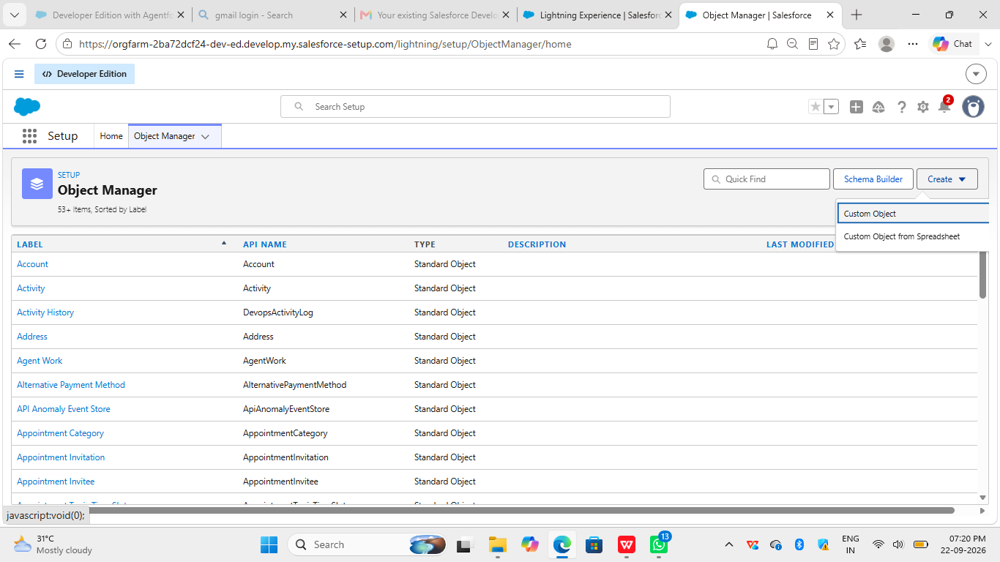 Developer Edition with Agentfo
gmail login - Search
Your existing Salesforce Develo
Lightning Experience | Salesforc
Object Manager | Salesforce
https://orgfarm-2ba72dcf24-dev-ed.develop.my.salesforce-setup.com/lightning/setup/ObjectManager/home
Chat
</> Developer Edition
Search Setup
2
Setup
Home
Object Manager
SETUP
Object Manager
53+ Items, Sorted by Label
Quick Find
Schema Builder
Create
Custom Object
Custom Object from Spreadsheet
LABEL API NAME TYPE DESCRIPTION LAST MODIFIED
Account Account Standard Object
Activity Activity Standard Object
Activity History DevopsActivityLog Standard Object
Address Address Standard Object
Agent Work AgentWork Standard Object
Alternative Payment Method AlternativePaymentMethod Standard Object
API Anomaly Event Store ApiAnomalyEventStore Standard Object
Appointment Category AppointmentCategory Standard Object
Appointment Invitation AppointmentInvitation Standard Object
Appointment Invitee AppointmentInvitee Standard Object
javascript:void(0);
31°C
Mostly cloudy
Search
13
ENG
IN
07:20 PM
22-09-2026